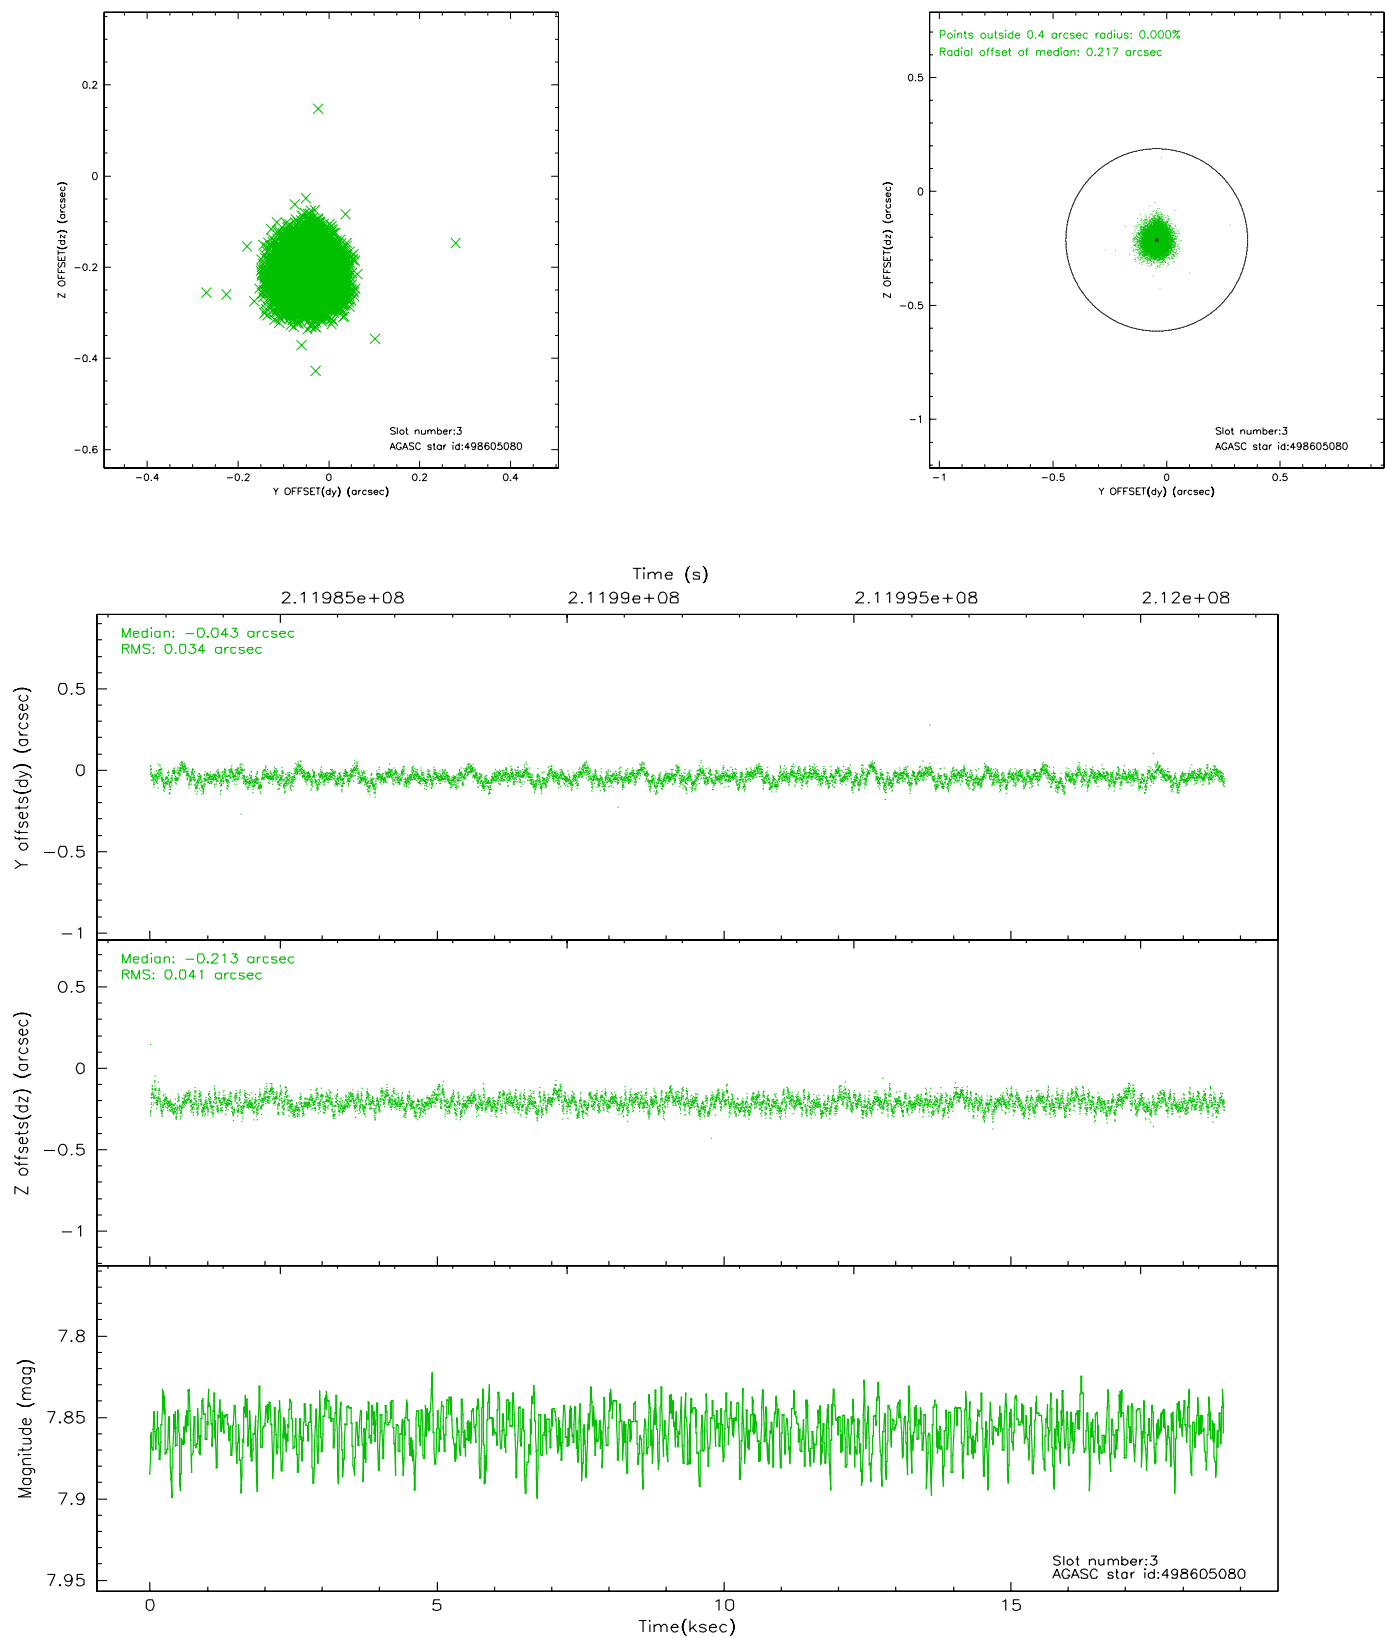 0.2
0
-0.2
-0.4
-0.6
Z OFFSET(dz) (arcsec)
Slot number:3
AGASC star id:498605080
-0.4 -0.2 0 0.2 0.4
Y OFFSET(dy) (arcsec)
Points outside 0.4 arcsec radius: 0.000%
Radial offset of median: 0.217 arcsec
0.5
0
-0.5
-1
Z OFFSET(dz) (arcsec)
Slot number:3
AGASC star id:498605080
-1 -0.5 0 0.5
Y OFFSET(dy) (arcsec)
Time (s)
2.11985e+08 2.1199e+08 2.11995e+08 2.12e+08
Median: -0.043 arcsec
RMS: 0.034 arcsec
0.5
0
-0.5
-1
Y offsets(dy) (arcsec)
Median: -0.213 arcsec
RMS: 0.041 arcsec
0.5
0
-0.5
-1
Z offsets(dz) (arcsec)
7.8
7.85
7.9
7.95
Magnitude (mag)
Slot number:3
AGASC star id:498605080
0 5 10 15
Time(ksec)